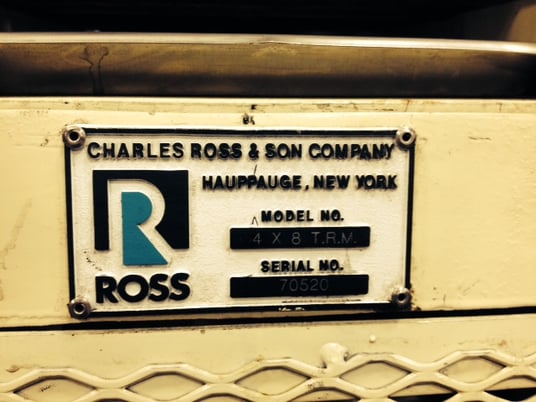 CHARLES ROSS & SON COMPANY
HAUPPAUGE, NEW YORK
R
ROSS
MODEL NO.
4 X 8 T.R.M.
SERIAL NO.
70520